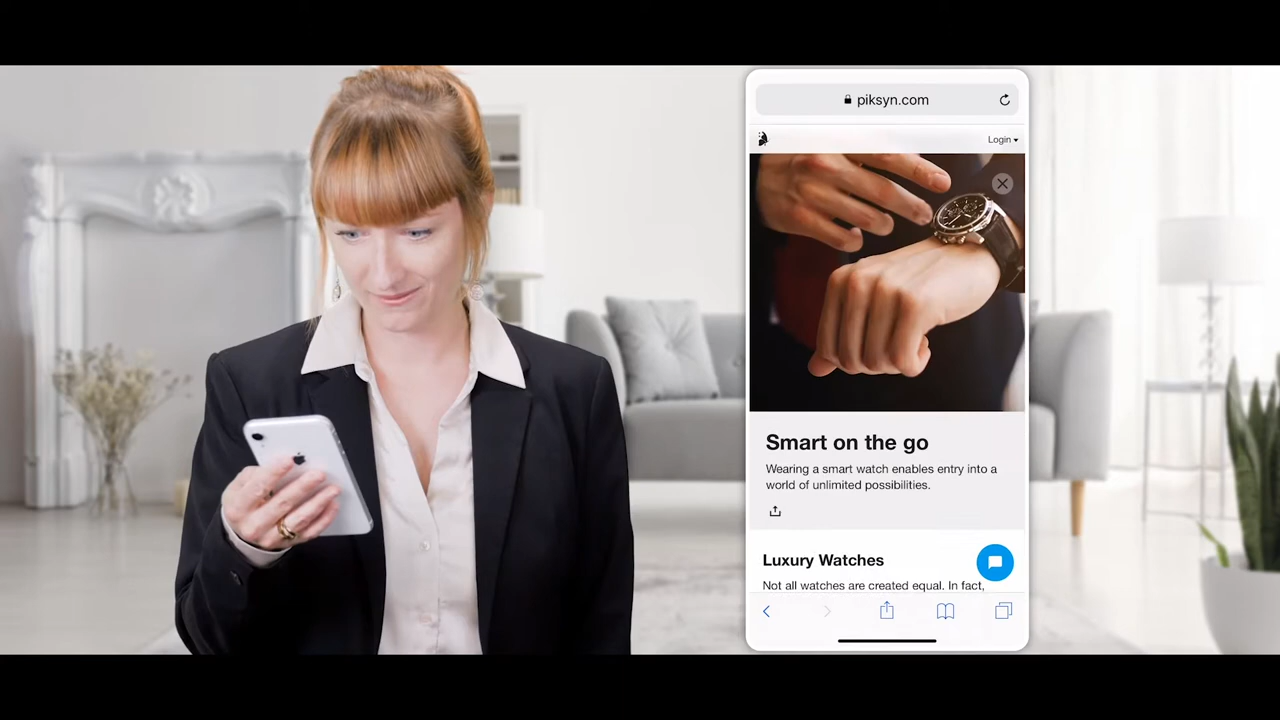 piksyn.com
Login
Smart on the go
Wearing a smart watch enables entry into a
world of unlimited possibilities.
Luxury Watches
Not all watches are created equal. In fact,